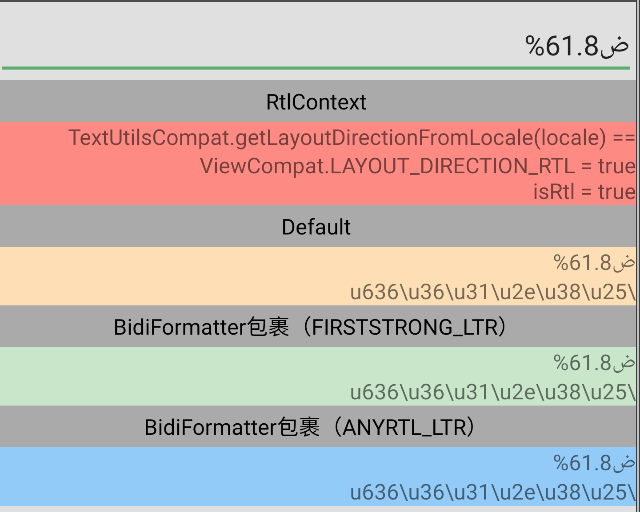 ض61.8%
RtlContext
TextUtilsCompat.getLayoutDirectionFromLocale(locale) ==
ViewCompat.LAYOUT_DIRECTION_RTL = true
isRtl = true
Default
ض61.8%
\u636\u36\u31\u2e\u38\u25
BidiFormatter包裹（FIRSTSTRONG_LTR）
ض61.8%
\u636\u36\u31\u2e\u38\u25
BidiFormatter包裹（ANYRTL_LTR）
ض61.8%
\u636\u36\u31\u2e\u38\u25